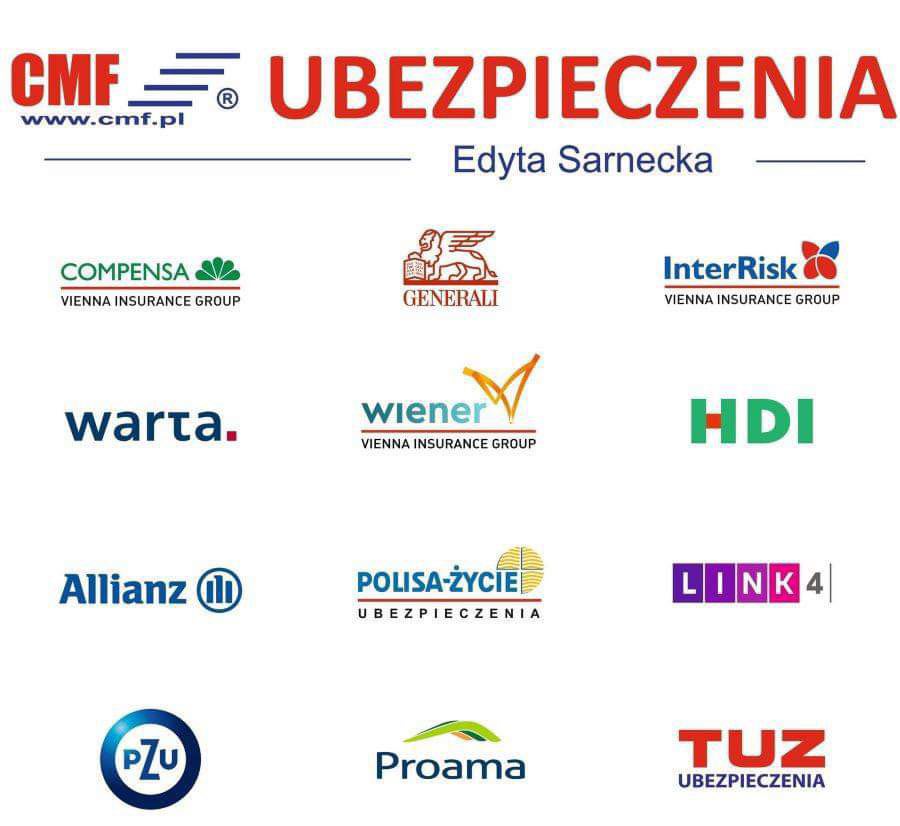 CMF ® UBEZPIECZENIA
www.cmf.pl
Edyta Sarnecka
COMPENSA
VIENNA INSURANCE GROUP
GENERALI
InterRisk
VIENNA INSURANCE GROUP
warta.
wiener
VIENNA INSURANCE GROUP
HDI
Allianz
POLISA-ŻYCIE
UBEZPIECZENIA
LINK4
PZU
Proama
TUZ
UBEZPIECZENIA